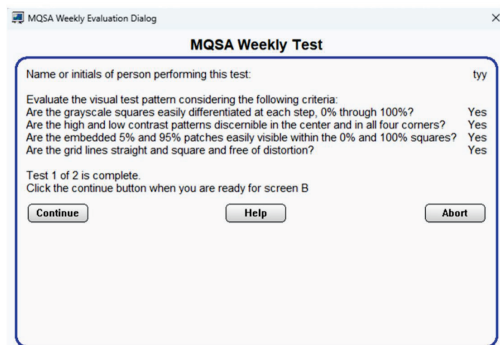 MQSA Weekly Evaluation Dialog
MQSA Weekly Test
Name or initials of person performing this test: tyy
Evaluate the visual test pattern considering the following criteria:
Are the grayscale squares easily differentiated at each step, 0% through 100%? Yes
Are the high and low contrast patterns discernible in the center and in all four corners? Yes
Are the embedded 5% and 95% patches easily visible within the 0% and 100% squares? Yes
Are the grid lines straight and square and free of distortion? Yes
Test 1 of 2 is complete.
Click the continue button when you are ready for screen B
Continue Help Abort